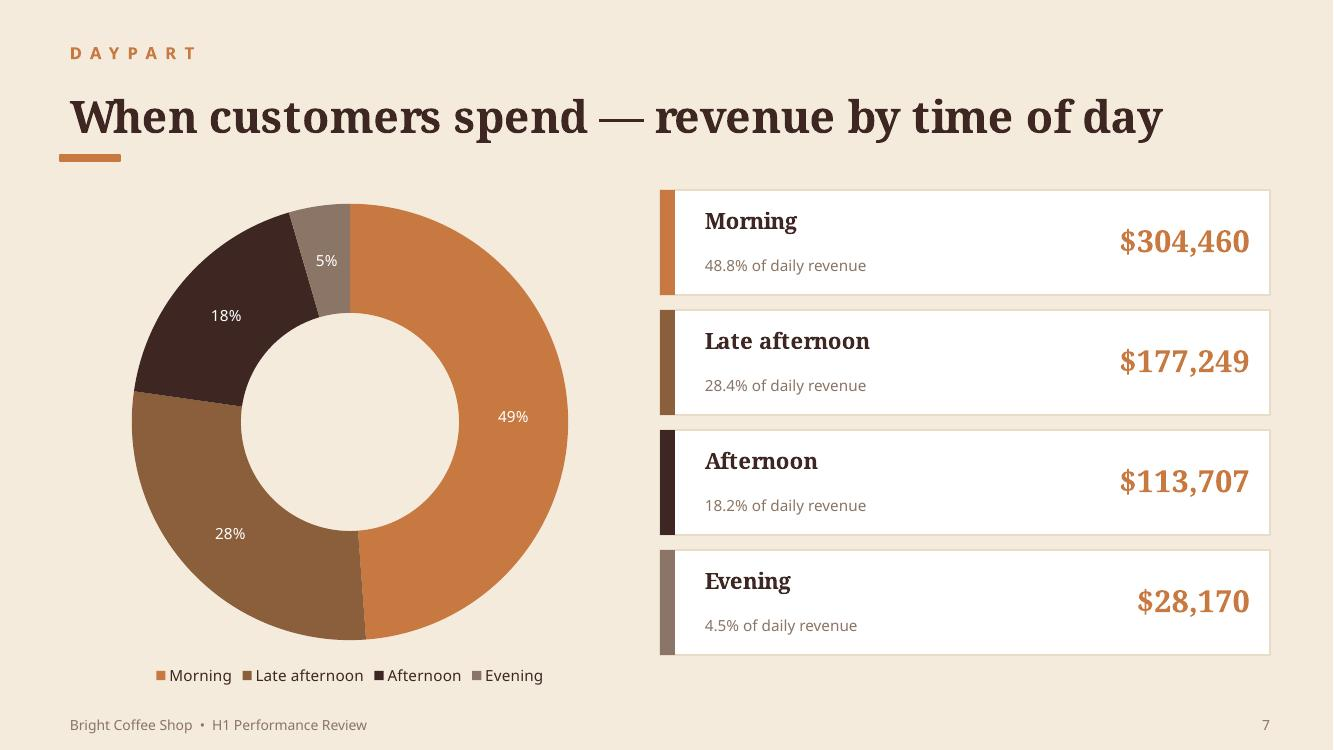 DAYPART
When customers spend — revenue by time of day
5%
18%
49%
28%
Morning Late afternoon Afternoon Evening
Morning
48.8% of daily revenue
$304,460
Late afternoon
28.4% of daily revenue
$177,249
Afternoon
18.2% of daily revenue
$113,707
Evening
4.5% of daily revenue
$28,170
Bright Coffee Shop • H1 Performance Review
7